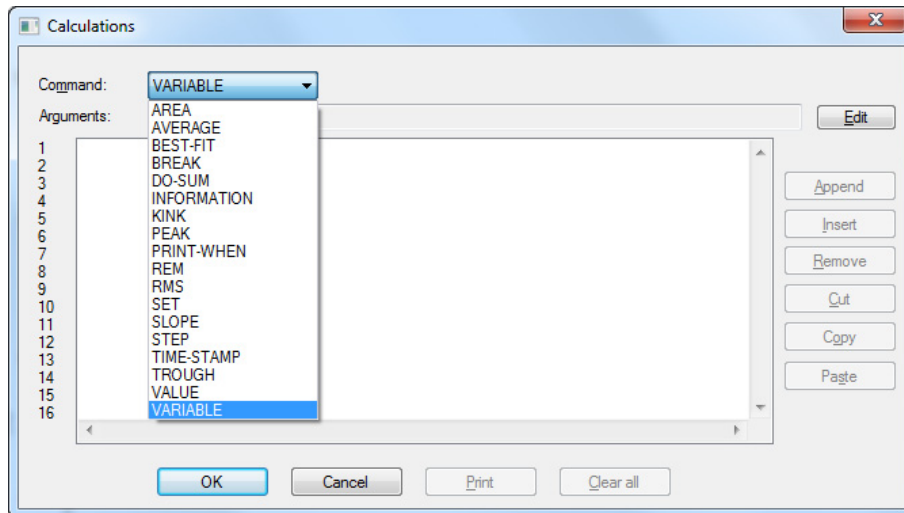 Calculations
x
Command: VARIABLE
Arguments: Edit
AREA
AVERAGE
BEST-FIT
BREAK
DO-SUM
INFORMATION
KINK
PEAK
PRINT-WHEN
REM
RMS
SET
SLOPE
STEP
TIME-STAMP
TROUGH
VALUE
VARIABLE
1
2
3
4
5
6
7
8
9
10
11
12
13
14
15
16
Append
Insert
Remove
Cut
Copy
Paste
OK Cancel Print Clear all